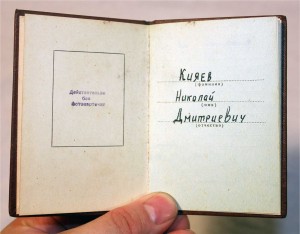 Действительно
без
фотокарточки
Кияев
(фамилия)
Николай
(имя)
Дмитриевич
(отчество)